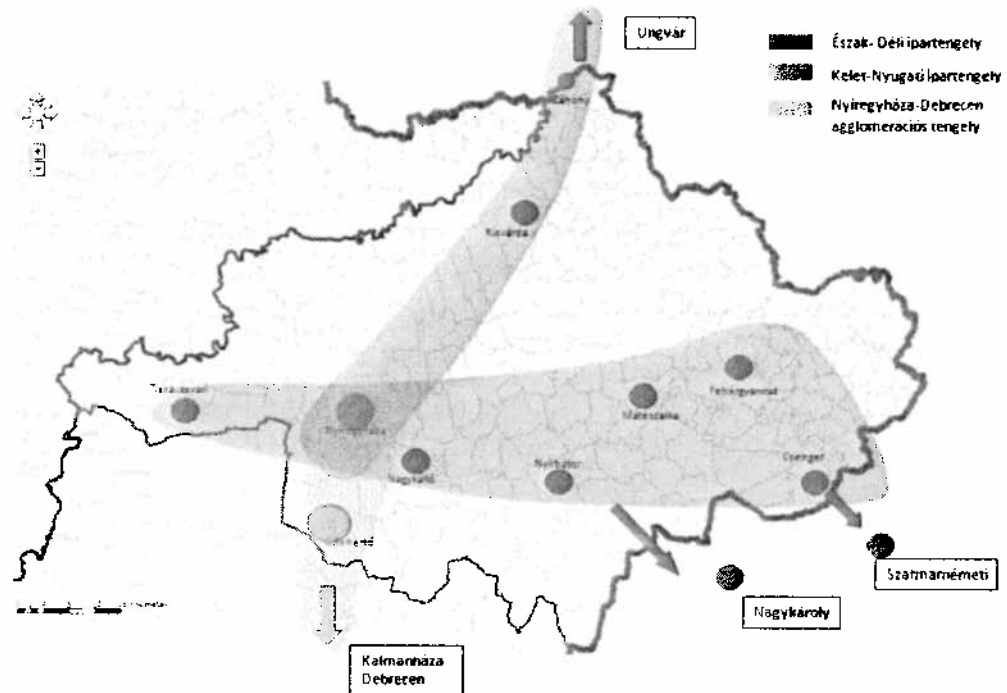 Ungvár
Észak- Déli ipartengely
Kelet-Nyugati ipartengely
Nyíregyháza-Debrecen
agglomerációs tengely
Záhony
Kisvárda
Tiszavasvári
Nyíregyháza
Mátészalka
Fehérgyarmat
Nagykálló
Nyírbátor
Csenger
Szatmárnémeti
Nagykároly
Kálmánháza
Debrecen